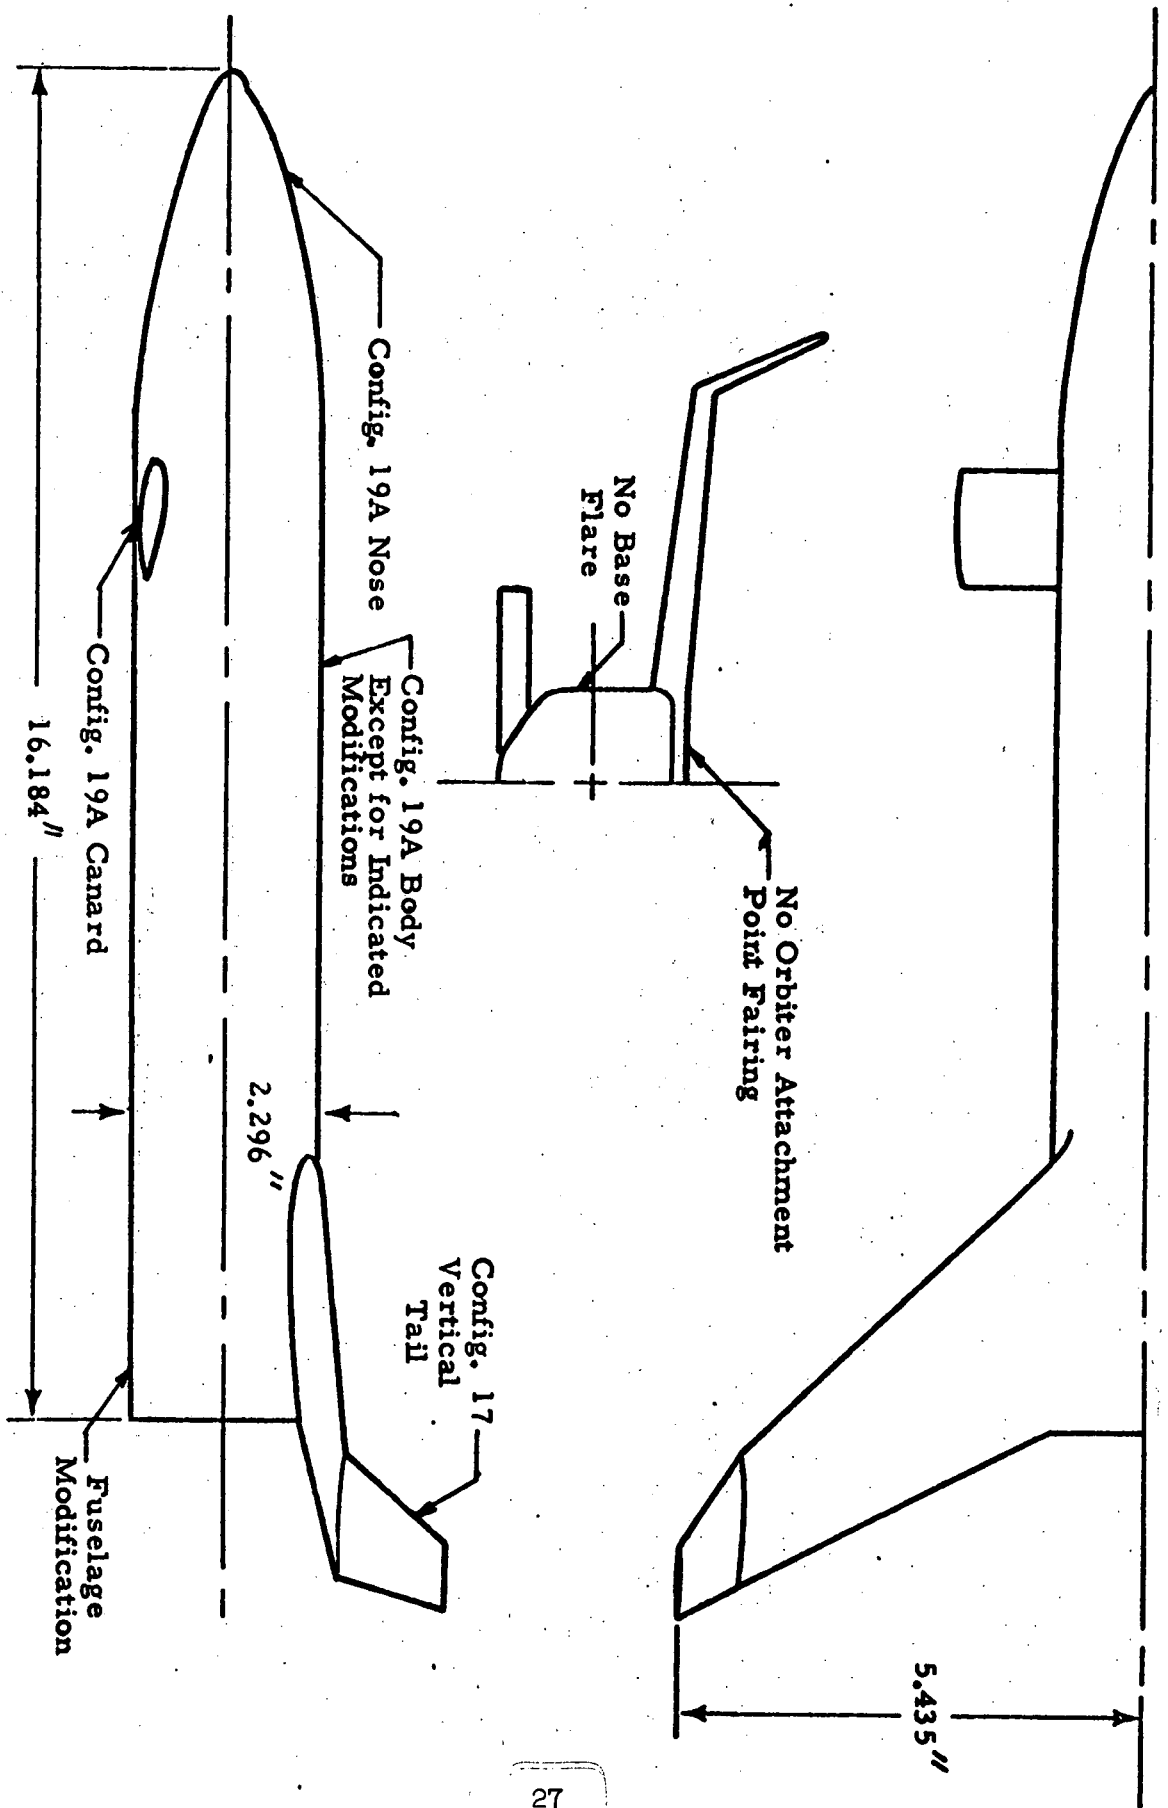 5.435"
No Orbiter Attachment
Point Fairing
No Base
Flare
Config. 17
Vertical
Tail
Config. 19A Body
Except for Indicated
Modifications
Config. 19A Nose
2.296"
Config. 19A Canard
Fuselage
Modification
16.184"
27